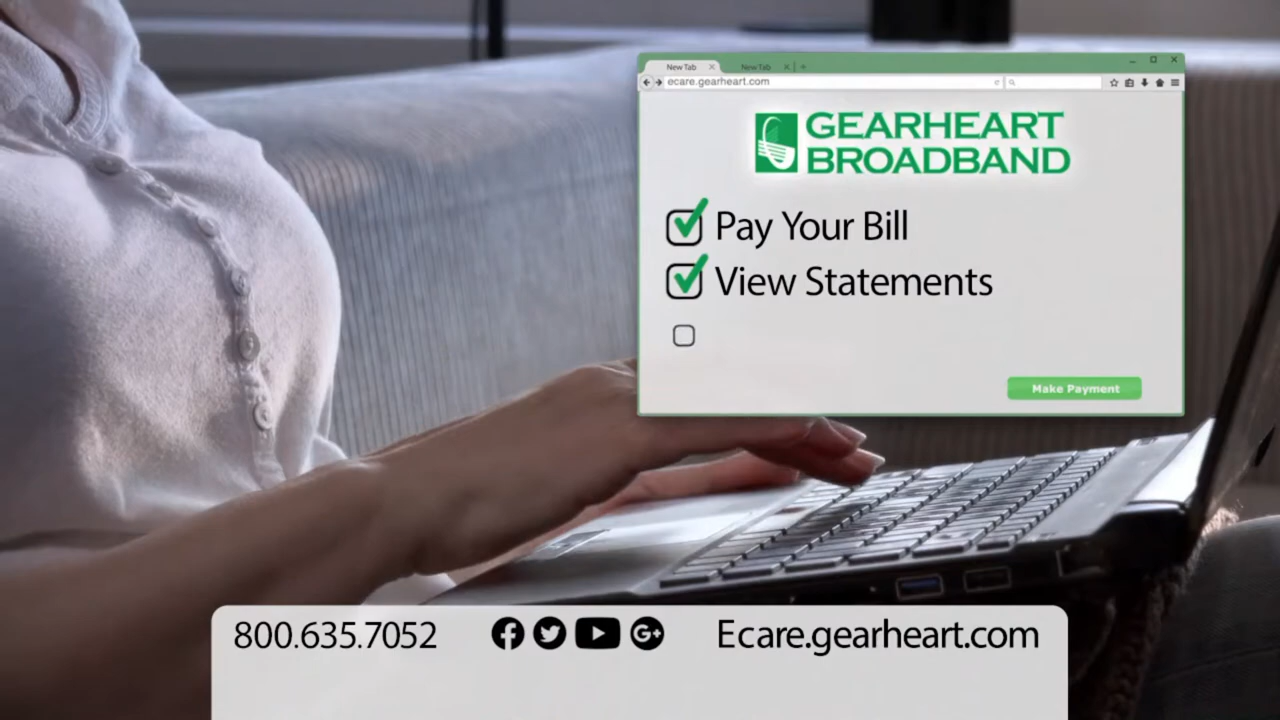 New Tab
New Tab
ecare.gearheart.com
GEARHEART
BROADBAND
Pay Your Bill
View Statements
Make Payment
800.635.7052
Ecare.gearheart.com